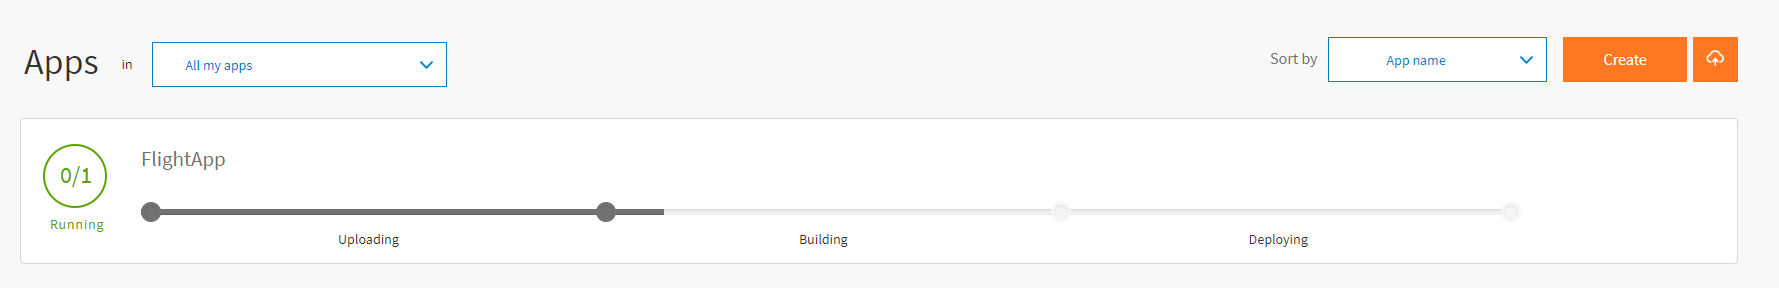 Apps in All my apps Sort by App name Create
0/1 FlightApp
Running
Uploading Building Deploying